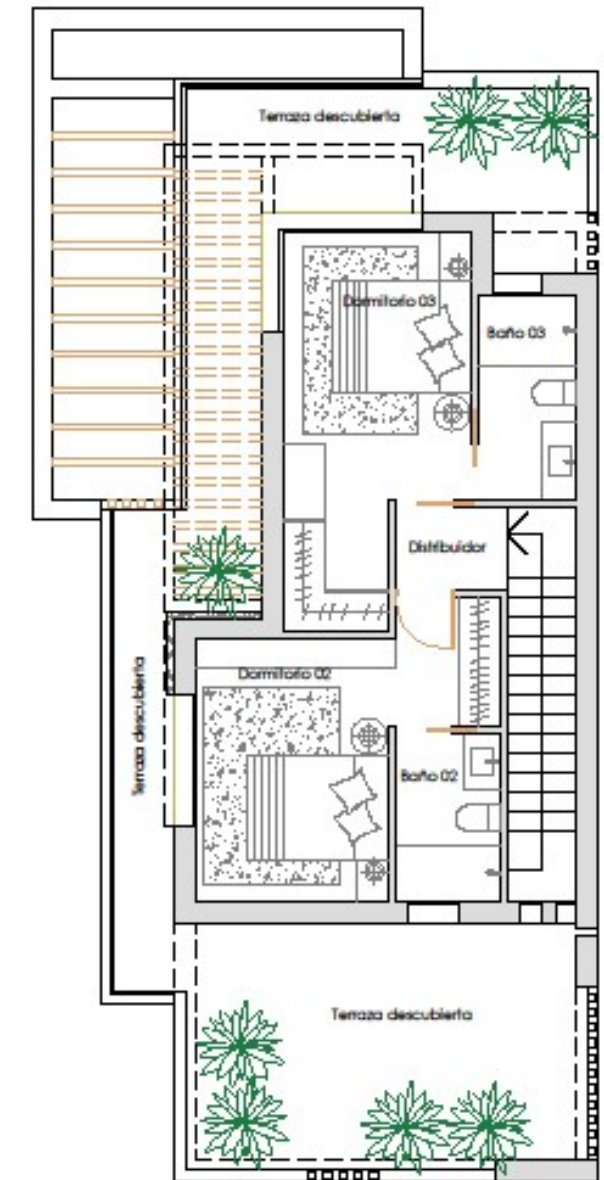 Terraza descubierta
Dormitorio 03
Baño 03
Distribuidor
Dormitorio 02
Terraza descubierta
Baño 02
Terraza descubierta